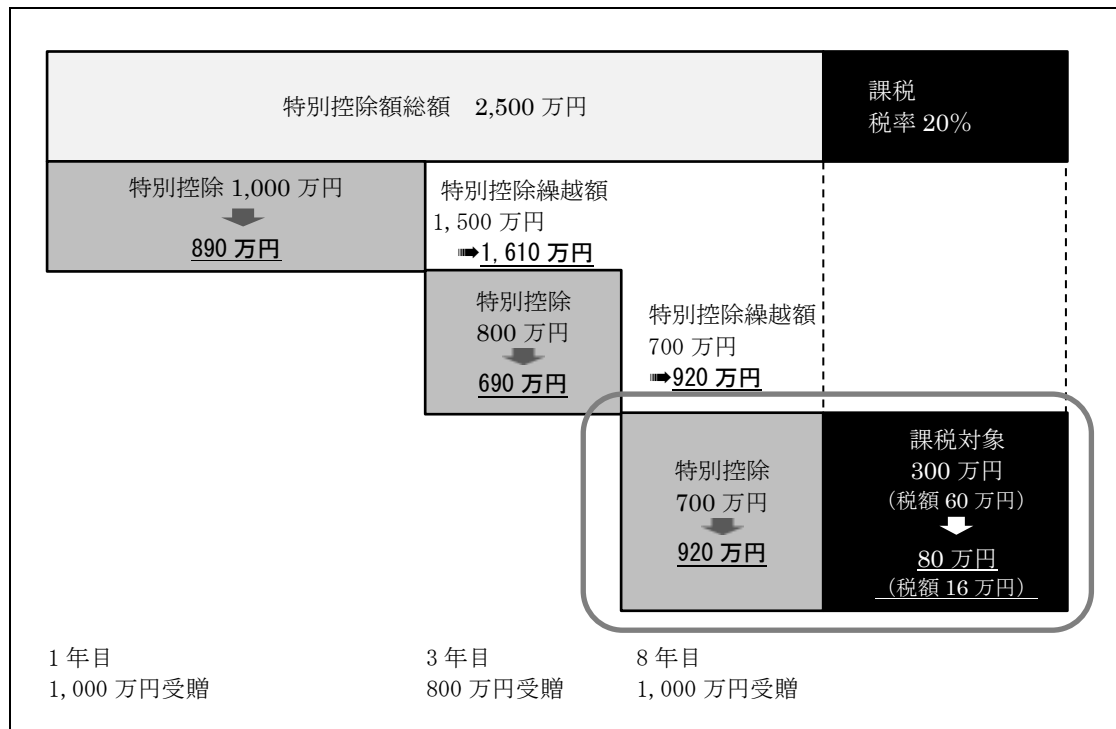 特別控除額総額 2,500 万円
課税
税率 20%
特別控除 1,000 万円
890 万円
特別控除繰越額
1,500 万円
➠1,610 万円
特別控除
800 万円
690 万円
特別控除繰越額
700 万円
➠920 万円
特別控除
700 万円
920 万円
課税対象
300 万円
（税額 60 万円）
80 万円
（税額 16 万円）
1 年目
1,000 万円受贈
3 年目
800 万円受贈
8 年目
1,000 万円受贈